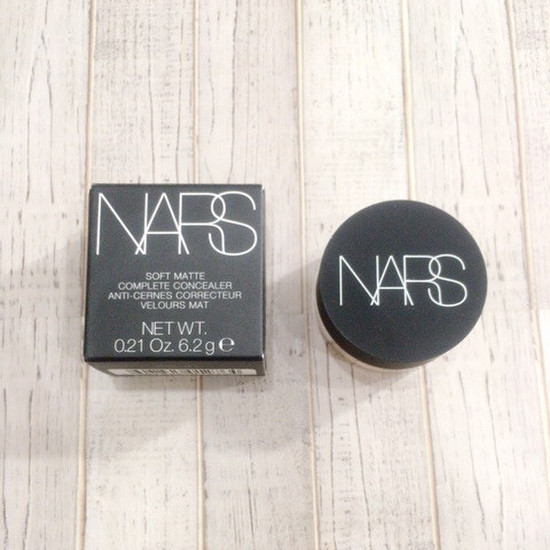 NARS
SOFT MATTE
COMPLETE CONCEALER
ANTI-CERNES CORRECTEUR
VELOURS MAT
NET WT.
0.21 Oz. 6.2 g ℮
NARS